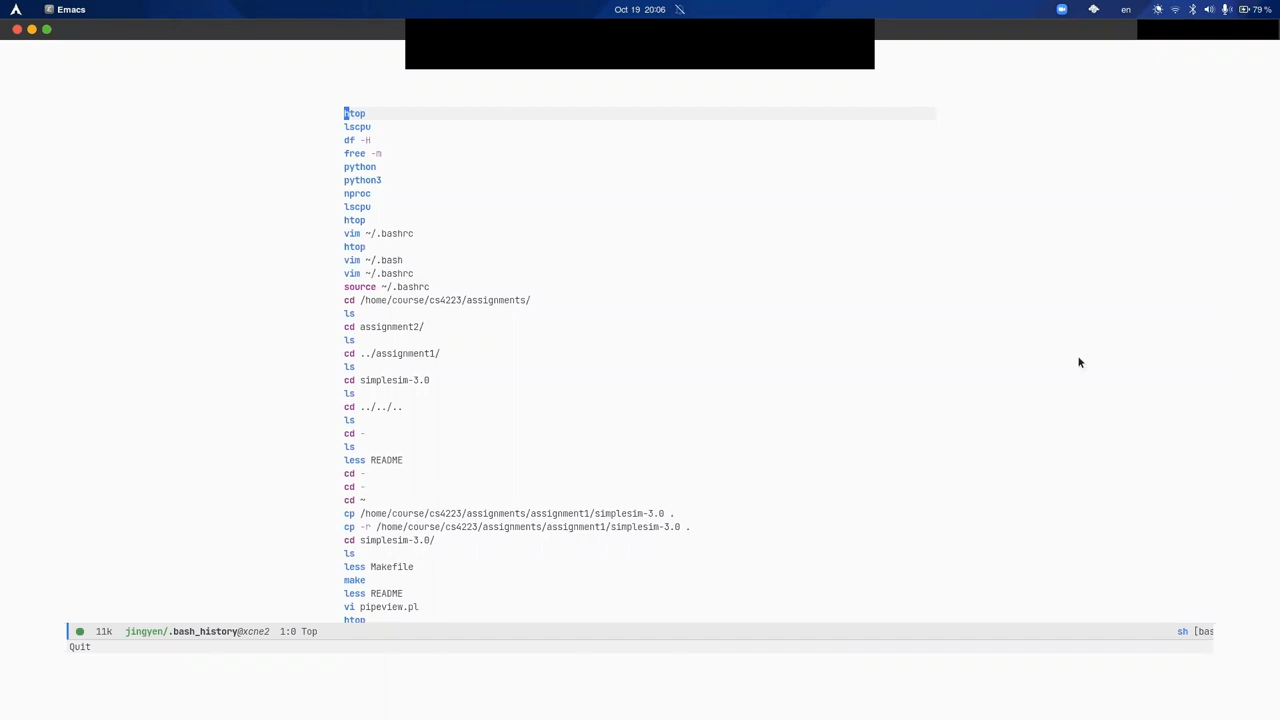 Emacs
Oct 19 20:06
en
79 %
htop
lscpu
df -H
free -m
python
python3
nproc
lscpu
htop
vim ~/.bashrc
htop
vim ~/.bash
vim ~/.bashrc
source ~/.bashrc
cd /home/course/cs4223/assignments/
ls
cd assignment2/
ls
cd ../assignment1/
ls
cd simplesim-3.0
ls
cd ../../..
ls
cd -
ls
less README
cd -
cd -
cd ~
cp /home/course/cs4223/assignments/assignment1/simplesim-3.0 .
cp -r /home/course/cs4223/assignments/assignment1/simplesim-3.0 .
cd simplesim-3.0/
ls
less Makefile
make
less README
vi pipeview.pl
htop
11k jingyen/.bash_history@xcne2 1:0 Top sh [bas
Quit